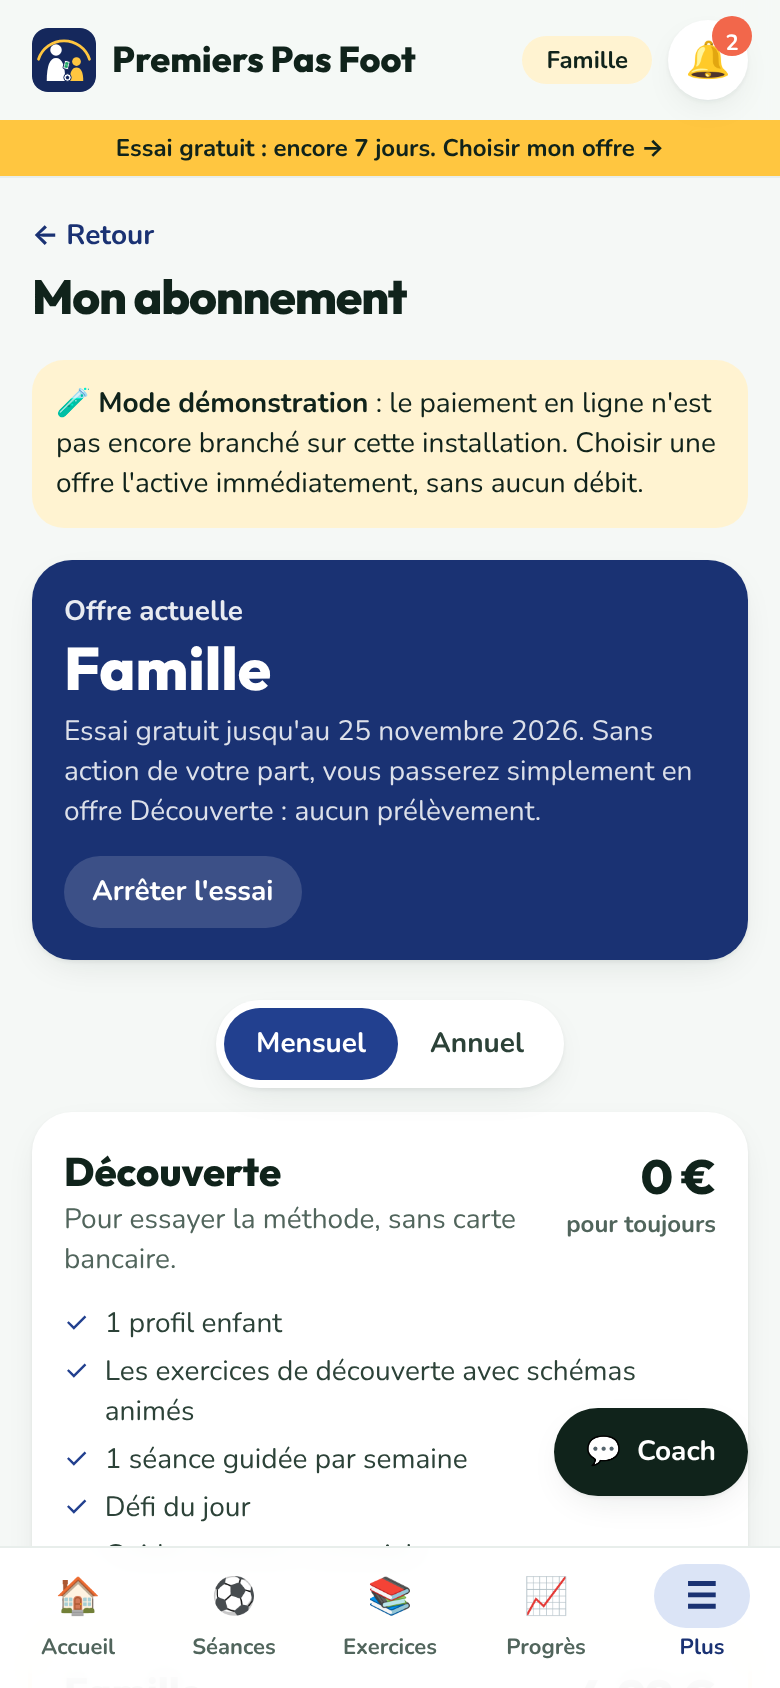 Premiers Pas Foot
Famille
2
Essai gratuit : encore 7 jours. Choisir mon offre →
← Retour
Mon abonnement
Mode démonstration : le paiement en ligne n'est
pas encore branché sur cette installation. Choisir une
offre l'active immédiatement, sans aucun débit.
Offre actuelle
Famille
Essai gratuit jusqu'au 25 novembre 2026. Sans
action de votre part, vous passerez simplement en
offre Découverte : aucun prélèvement.
Arrêter l'essai
Mensuel
Annuel
Découverte
0 €
Pour essayer la méthode, sans carte
bancaire.
pour toujours
✓ 1 profil enfant
✓ Les exercices de découverte avec schémas
animés
✓ 1 séance guidée par semaine
✓ Défi du jour
Coach
Accueil
Séances
Exercices
Progrès
Plus